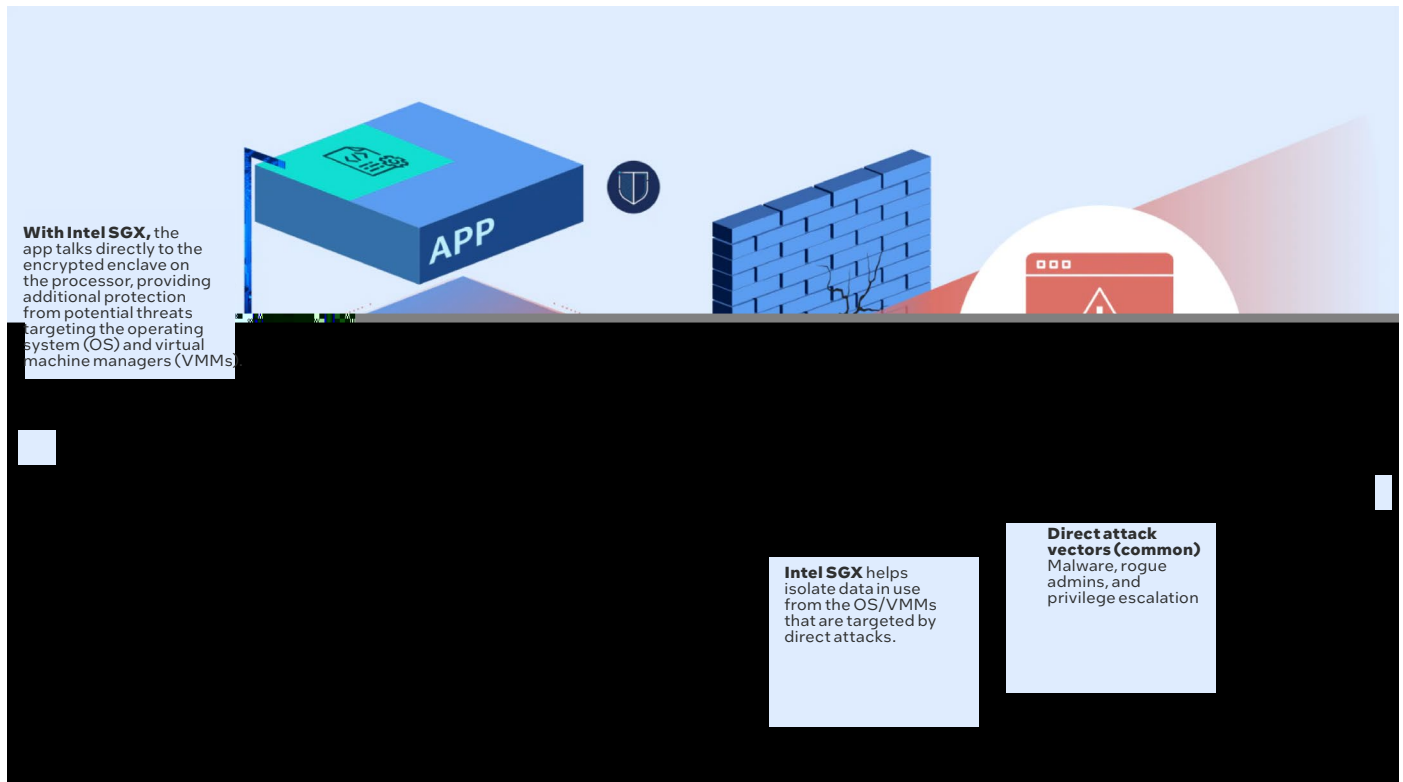 APP
With Intel SGX, the
app talks directly to the
encrypted enclave on
the processor, providing
additional protection
from potential threats
targeting the operating
system (OS) and virtual
machine managers (VMMs).
Direct attack
vectors (common)
Malware, rogue
admins, and
privilege escalation
Intel SGX helps
isolate data in use
from the OS/VMMs
that are targeted by
direct attacks.